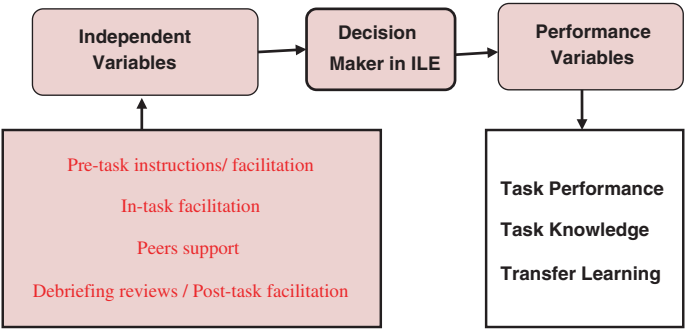 Independent
Variables
Decision
Maker in ILE
Performance
Variables
Pre-task instructions/ facilitation
In-task facilitation
Peers support
Debriefing reviews / Post-task facilitation
Task Performance
Task Knowledge
Transfer Learning